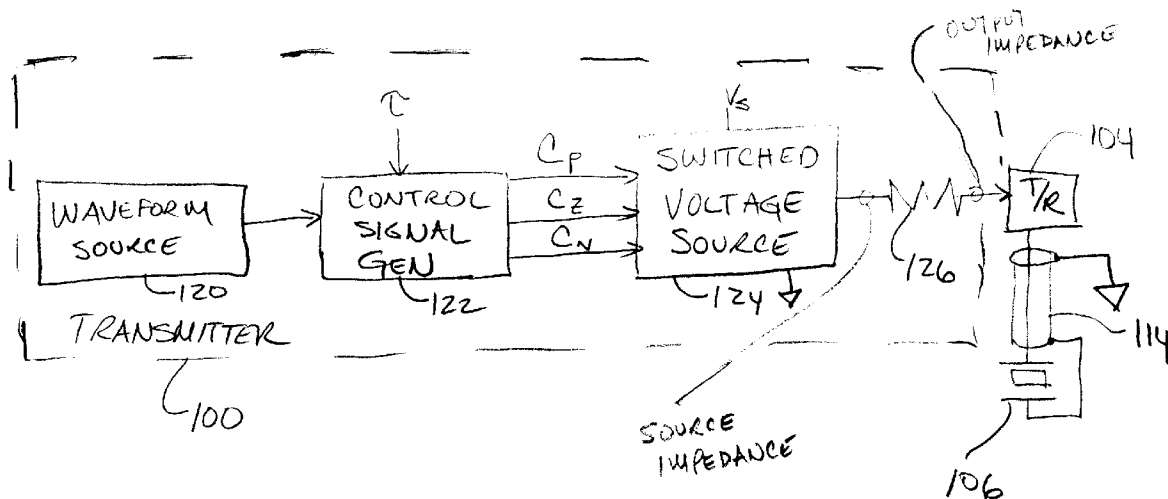 OUTPUT
IMPEDANCE
τ
Vs
104
WAVEFORM
SOURCE
CONTROL
SIGNAL
GEN
CP
CZ
CN
SWITCHED
VOLTAGE
SOURCE
T/R
126
120
122
124
114
TRANSMITTER
100
SOURCE
IMPEDANCE
106